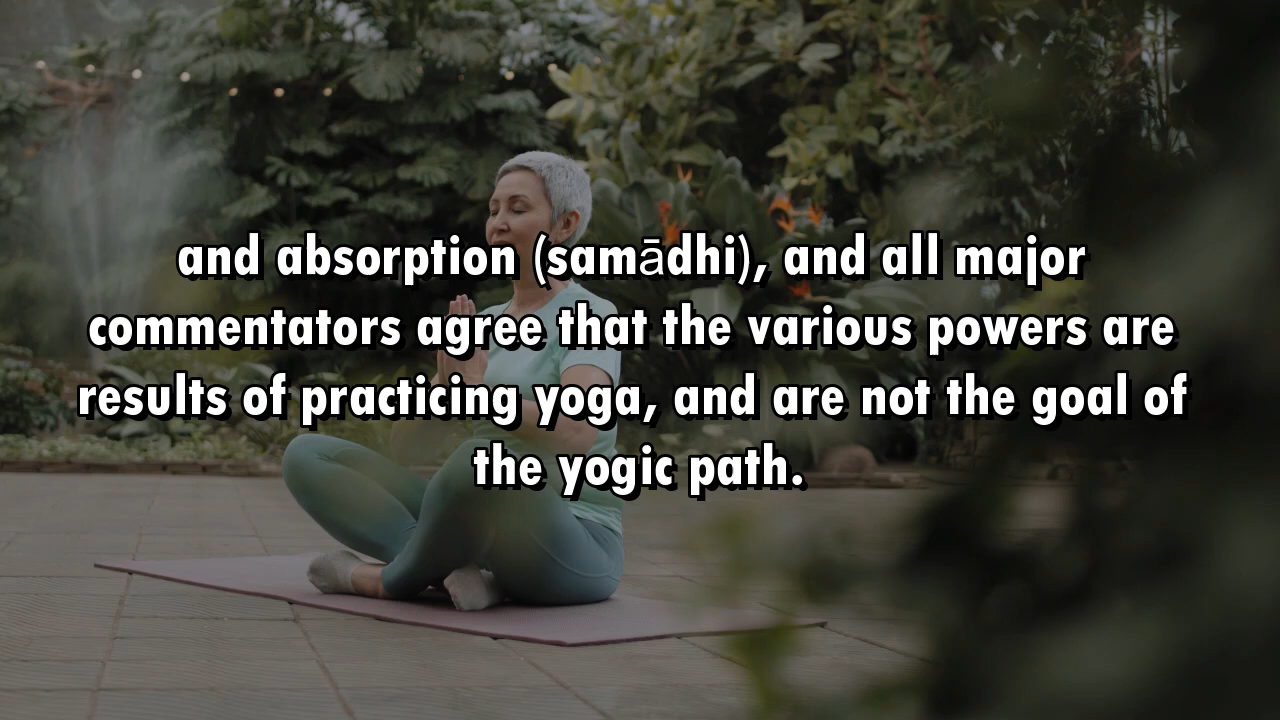 and absorption (samādhi), and all major
commentators agree that the various powers are
results of practicing yoga, and are not the goal of
the yogic path.